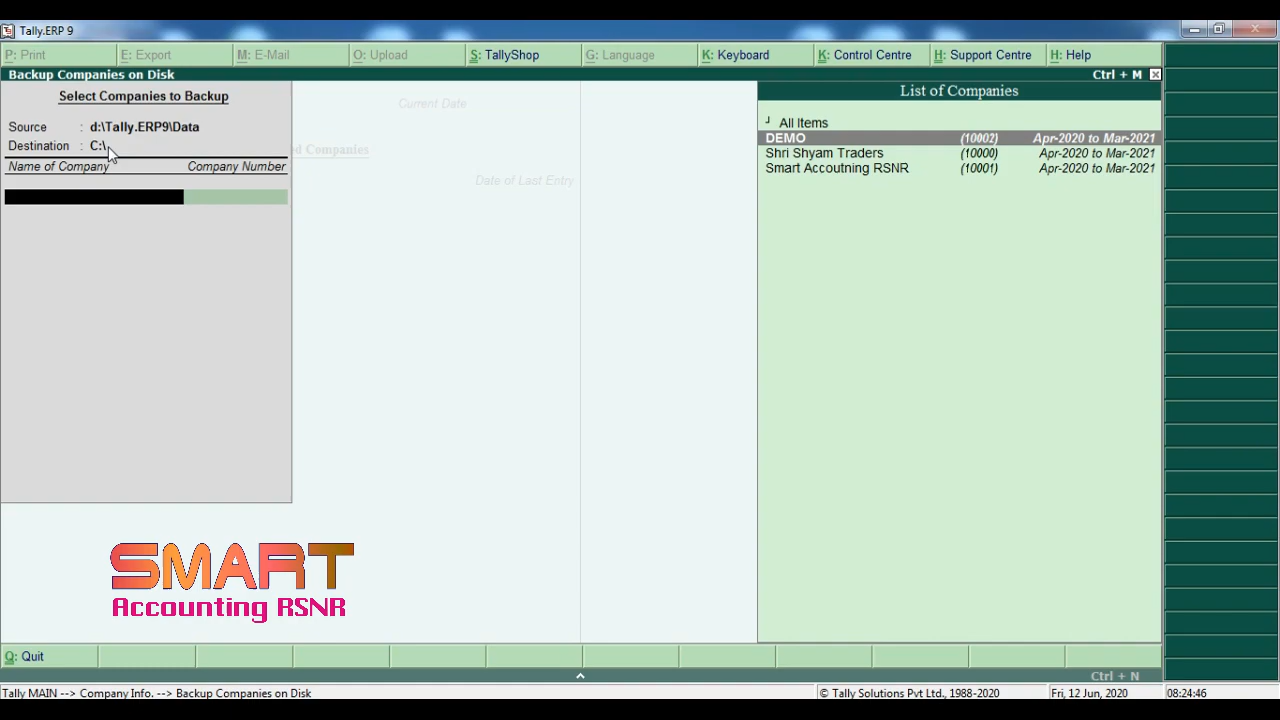 Tally.ERP 9
P: Print E: Export M: E-Mail O: Upload S: TallyShop G: Language K: Keyboard K: Control Centre H: Support Centre H: Help
Backup Companies on Disk Ctrl + M
Select Companies to Backup
Source : d:\Tally.ERP9\Data
Destination : C:\
Name of Company Company Number
Current Date
ed Companies
Date of Last Entry
List of Companies
All Items
DEMO (10002) Apr-2020 to Mar-2021
Shri Shyam Traders (10000) Apr-2020 to Mar-2021
Smart Accoutning RSNR (10001) Apr-2020 to Mar-2021
SMART
Accounting RSNR
Q: Quit
Ctrl + N
Tally MAIN --> Company Info. --> Backup Companies on Disk © Tally Solutions Pvt Ltd., 1988-2020 Fri, 12 Jun, 2020 08:24:46